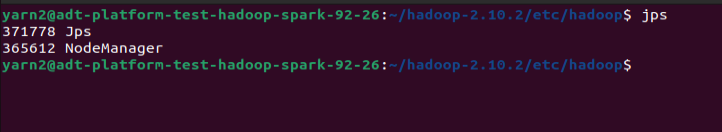 yarn2@adt-platform-test-hadoop-spark-92-26:~/hadoop-2.10.2/etc/hadoop$ jps
371778 Jps
365612 NodeManager
yarn2@adt-platform-test-hadoop-spark-92-26:~/hadoop-2.10.2/etc/hadoop$